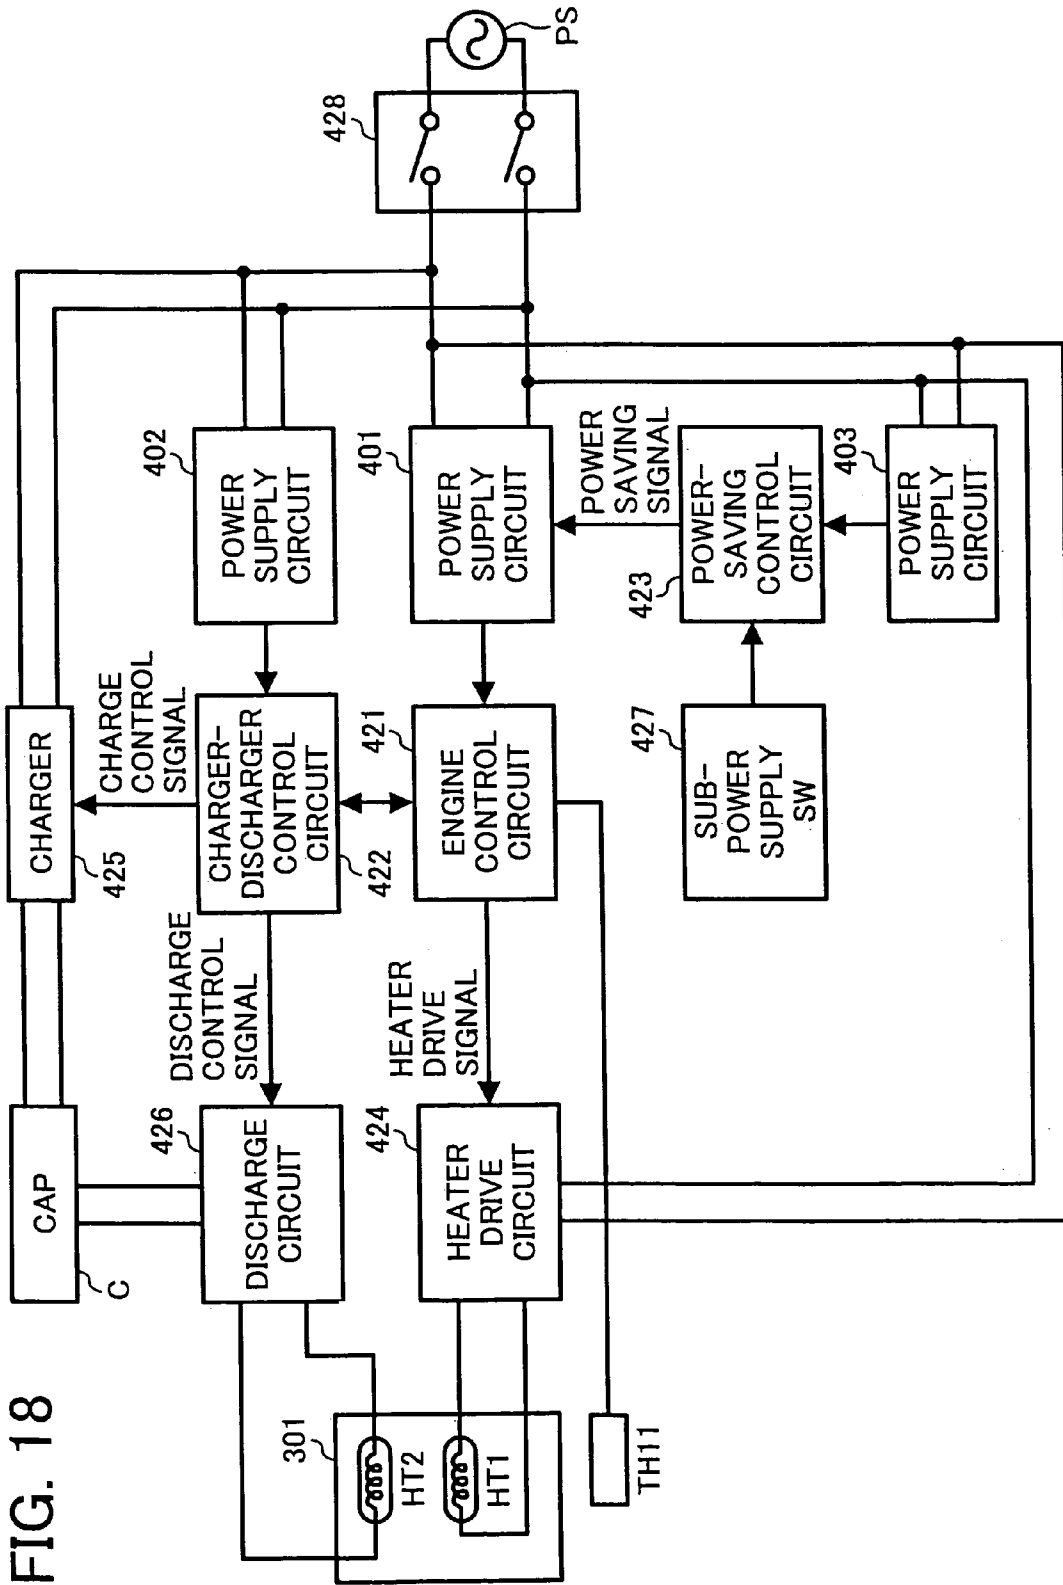 FIG. 18
CAP
C
CHARGER
425
CHARGE
CONTROL
SIGNAL
426
DISCHARGE
CIRCUIT
DISCHARGE
CONTROL
SIGNAL
CHARGER-
DISCHARGER
CONTROL
CIRCUIT
422
402
POWER
SUPPLY
CIRCUIT
428
PS
301
HT2
HT1
424
HEATER
DRIVE
CIRCUIT
HEATER
DRIVE
SIGNAL
421
ENGINE
CONTROL
CIRCUIT
401
POWER
SUPPLY
CIRCUIT
POWER
SAVING
SIGNAL
TH11
427
SUB-
POWER
SUPPLY
SW
423
POWER-
SAVING
CONTROL
CIRCUIT
403
POWER
SUPPLY
CIRCUIT